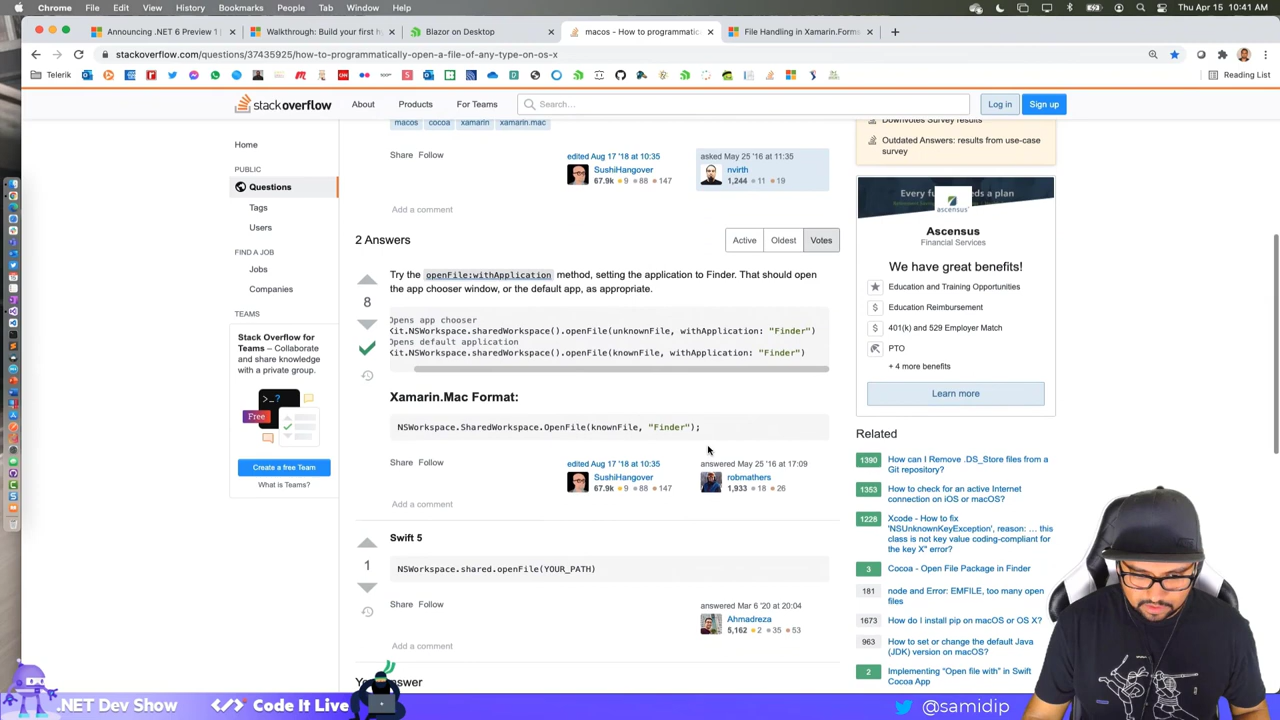 Chrome File Edit View History Bookmarks People Tab Window Help
Thu Apr 15 10:41 AM
Announcing .NET 6 Preview 1
Walkthrough: Build your first h
Blazor on Desktop
macos - How to programmatic
File Handling in Xamarin.Forms
stackoverflow.com/questions/37435925/how-to-programmatically-open-a-file-of-any-type-on-os-x
Telerik
Reading List
stackoverflow About Products For Teams Search... Log in Sign up
Home
PUBLIC
Questions
Tags
Users
FIND A JOB
Jobs
Companies
TEAMS
Stack Overflow for
Teams – Collaborate
and share knowledge
with a private group.
Free
Create a free Team
What is Teams?
macos cocoa xamarin xamarin.mac
Share Follow
edited Aug 17 '18 at 10:35
SushiHangover
67.9k 9 88 147
asked May 25 '16 at 11:35
nvirth
1,244 11 19
Add a comment
2 Answers
Active Oldest Votes
8
Try the openFile:withApplication method, setting the application to Finder. That should open
the app chooser window, or the default app, as appropriate.
Opens app chooser
Kit.NSWorkspace.sharedWorkspace().openFile(unknownFile, withApplication: "Finder")
Opens default application
Kit.NSWorkspace.sharedWorkspace().openFile(knownFile, withApplication: "Finder")
Xamarin.Mac Format:
NSWorkspace.SharedWorkspace.OpenFile(knownFile, "Finder");
Share Follow
edited Aug 17 '18 at 10:35
SushiHangover
67.9k 9 88 147
answered May 25 '16 at 17:09
robmathers
1,933 18 26
Add a comment
1
Swift 5
NSWorkspace.shared.openFile(YOUR_PATH)
Share Follow
answered Mar 6 '20 at 20:04
Ahmadreza
5,162 2 35 53
Add a comment
Downvotes Survey results
Outdated Answers: results from use-case
survey
ascensus
Ascensus
Financial Services
We have great benefits!
Education and Training Opportunities
Education Reimbursement
401(k) and 529 Employer Match
PTO
+ 4 more benefits
Learn more
Related
1390 How can I Remove .DS_Store files from a
Git repository?
1353 How to check for an active Internet
connection on iOS or macOS?
1228 Xcode - How to fix
'NSUnknownKeyException', reason: … this
class is not key value coding-compliant for
the key X" error?
3 Cocoa - Open File Package in Finder
181 node and Error: EMFILE, too many open
files
1673 How do I install pip on macOS or OS X?
963 How to set or change the default Java
(JDK) version on macOS?
2 Implementing "Open file with" in Swift
Cocoa App
.NET Dev Show
Code It Live
@samidip